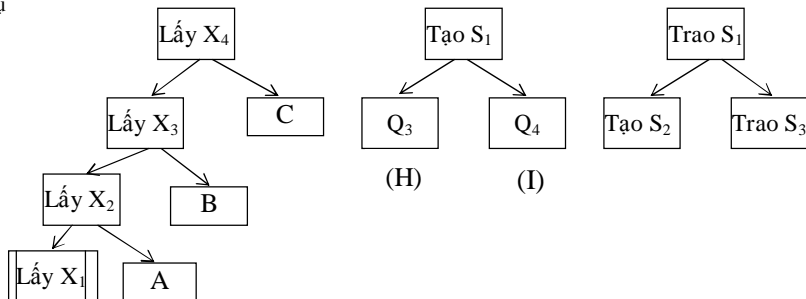 ụ
Lấy X₄ Tạo S₁ Trao S₁
Lấy X₃ C Q₃ Q₄ Tạo S₂ Trao S₃
(H) (I)
Lấy X₂ B
Lấy X₁ A